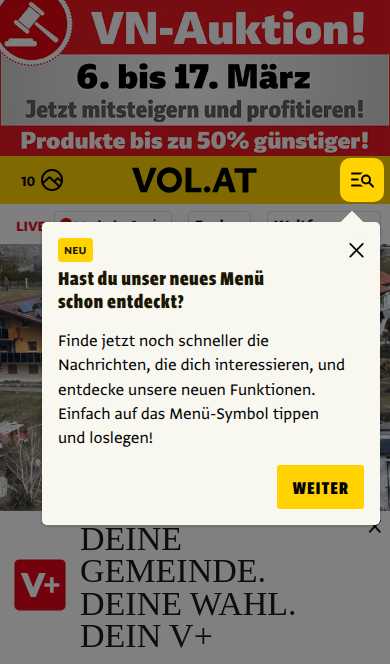 VN-Auktion!
6. bis 17. März
Jetzt mitsteigern und profitieren!
Produkte bis zu 50% günstiger!
10
VOL.AT
LIVE
NEU
Hast du unser neues Menü
schon entdeckt?
Finde jetzt noch schneller die
Nachrichten, die dich interessieren, und
entdecke unsere neuen Funktionen.
Einfach auf das Menü-Symbol tippen
und loslegen!
WEITER
V+
DEINE
GEMEINDE.
DEINE WAHL.
DEIN V+